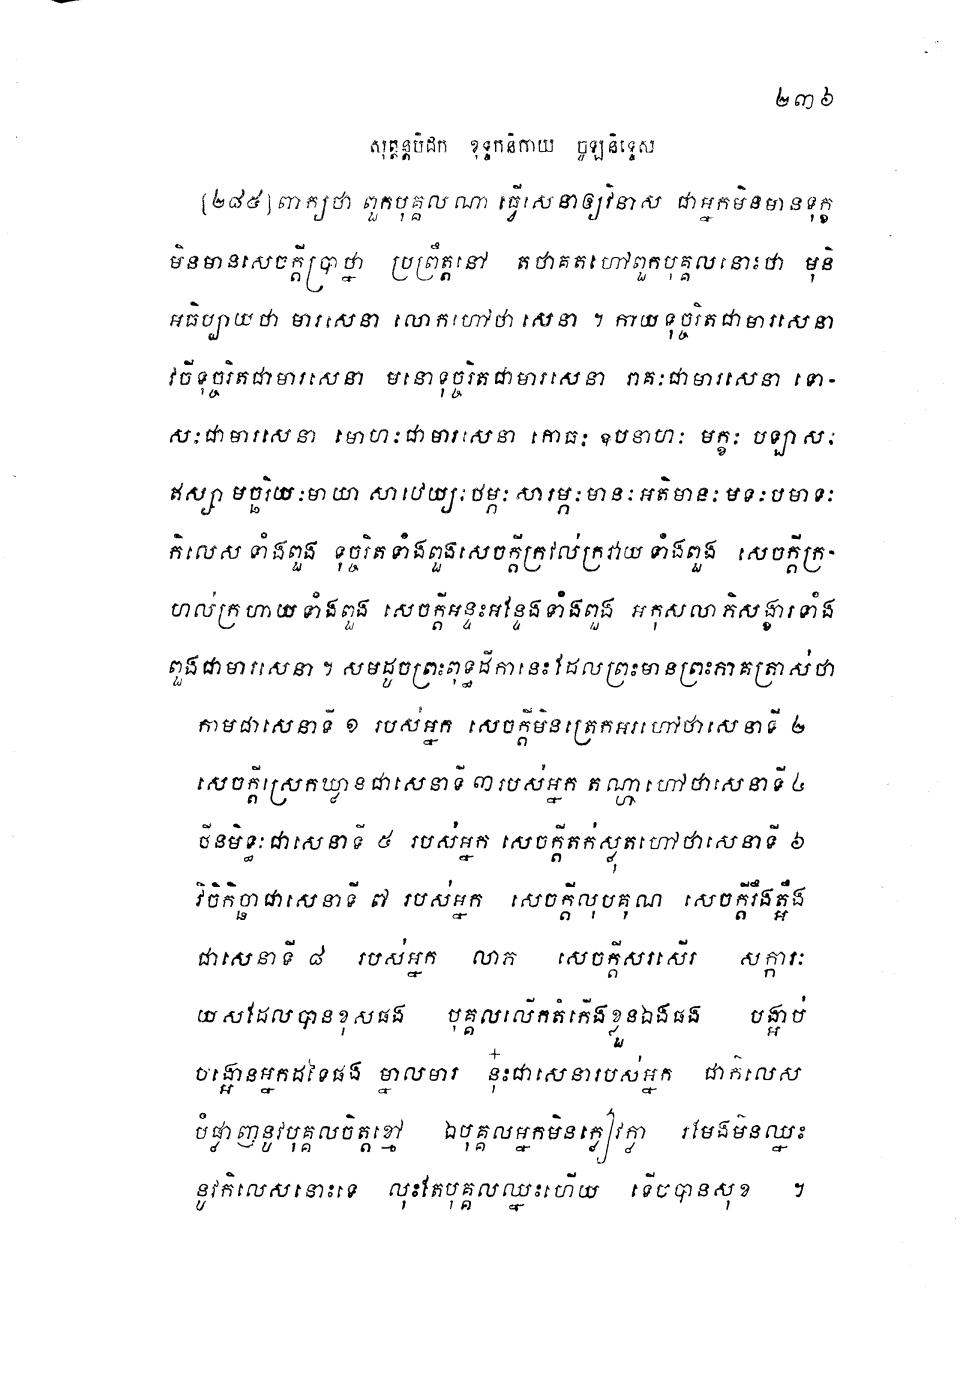 ២៣៦
សុត្តន្តបិដក ខុទ្ទកនិកាយ ចូឡនិទ្ទេស
[២៨៥] ពាក្យថា ពួកបុគ្គលណា ធ្វើសេនាឲ្យវិនាស ជាអ្នកមិនមានទុក្ខ
មិនមានសេចក្តីប្រាថ្នា ប្រព្រឹត្តនៅ តថាគតហៅពួកបុគ្គលនោះថា មុនិ
អធិប្បាយថា មារសេនា លោកហៅថា សេនា ។ កាយទុច្ចរិតជាមារសេនា
វចីទុច្ចរិតជាមារសេនា មនោទុច្ចរិតជាមារសេនា រាគៈជាមារសេនា ទោ-
សៈជាមារសេនា មោហៈជាមារសេនា កោធៈ ឧបនាហៈ មក្ខៈ បឡាសៈ
ឥស្សា មច្ឆរិយៈ មាយា សាឋេយ្យៈ ថម្ភៈ សារម្ភៈ មានៈ អតិមានៈ មទៈ បមាទៈ
កិលេសទាំងពួង ទុច្ចរិតទាំងពួង សេចក្តីក្រវល់ក្រវាយទាំងពួង សេចក្តីក្រ-
ហល់ក្រហាយទាំងពួង សេចក្តីអន្ទះអន្ទែងទាំងពួង អកុសលាភិសង្ខារទាំង
ពួងជាមារសេនា ។ សមដូចព្រះពុទ្ធដីកានេះ ដែលព្រះមានព្រះភាគត្រាស់ថា
កាមជាសេនាទី ១ របស់អ្នក សេចក្តីមិនត្រេកអរហៅថាសេនាទី ២
សេចក្តីស្រេកឃ្លានជាសេនាទី ៣ របស់អ្នក តណ្ហាហៅថាសេនាទី ៤
ថីនមិទ្ធៈជាសេនាទី ៥ របស់អ្នក សេចក្តីតក់ស្លុតហៅថាសេនាទី ៦
វិចិកិច្ឆាជាសេនាទី ៧ របស់អ្នក សេចក្តីលុបគុណ សេចក្តីរឹងត្អឹង
ជាសេនាទី ៨ របស់អ្នក លាភ សេចក្តីសរសើរ សក្ការៈ
យសដែលបានខុសផង បុគ្គលលើកតំកើងខ្លួនឯងផង បង្អាប់
បង្អោនអ្នកដទៃផង ម្នាលមារ នុ៎ះជាសេនារបស់អ្នក ជាកិលេស
បំផ្លាញនូវបុគ្គលចិត្តខ្មៅ ឯបុគ្គលអ្នកមិនក្លៀវក្លា រមែងមិនឈ្នះ
នូវកិលេសនោះទេ លុះតែបុគ្គលឈ្នះហើយ ទើបបានសុខ ។